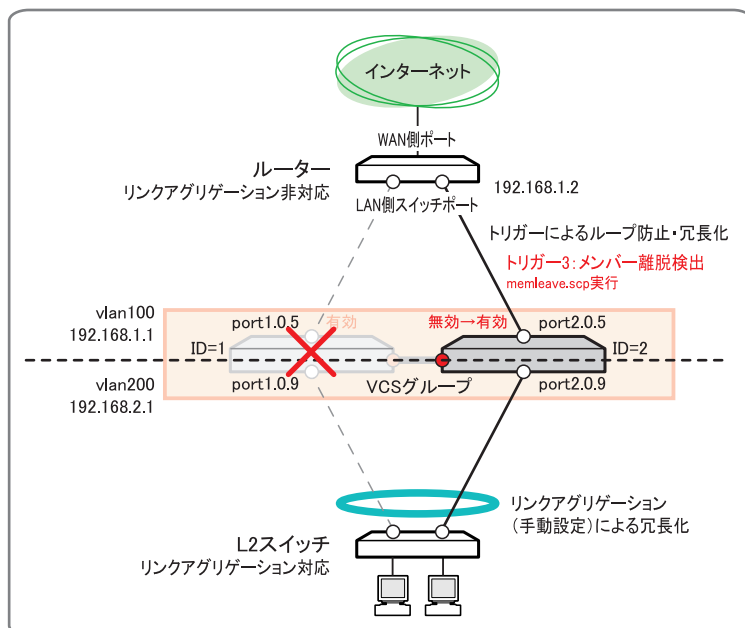 インターネット
WAN側ポート
ルーター
リンクアグリゲーション非対応
192.168.1.2
LAN側スイッチポート
トリガーによるループ防止・冗長化
トリガー3：メンバー離脱検出
memleave.scp実行
vlan100
192.168.1.1
port1.0.5
有効
無効→有効
port2.0.5
ID=1
ID=2
vlan200
192.168.2.1
port1.0.9
VCSグループ
port2.0.9
リンクアグリゲーション
（手動設定）による冗長化
L2スイッチ
リンクアグリゲーション対応